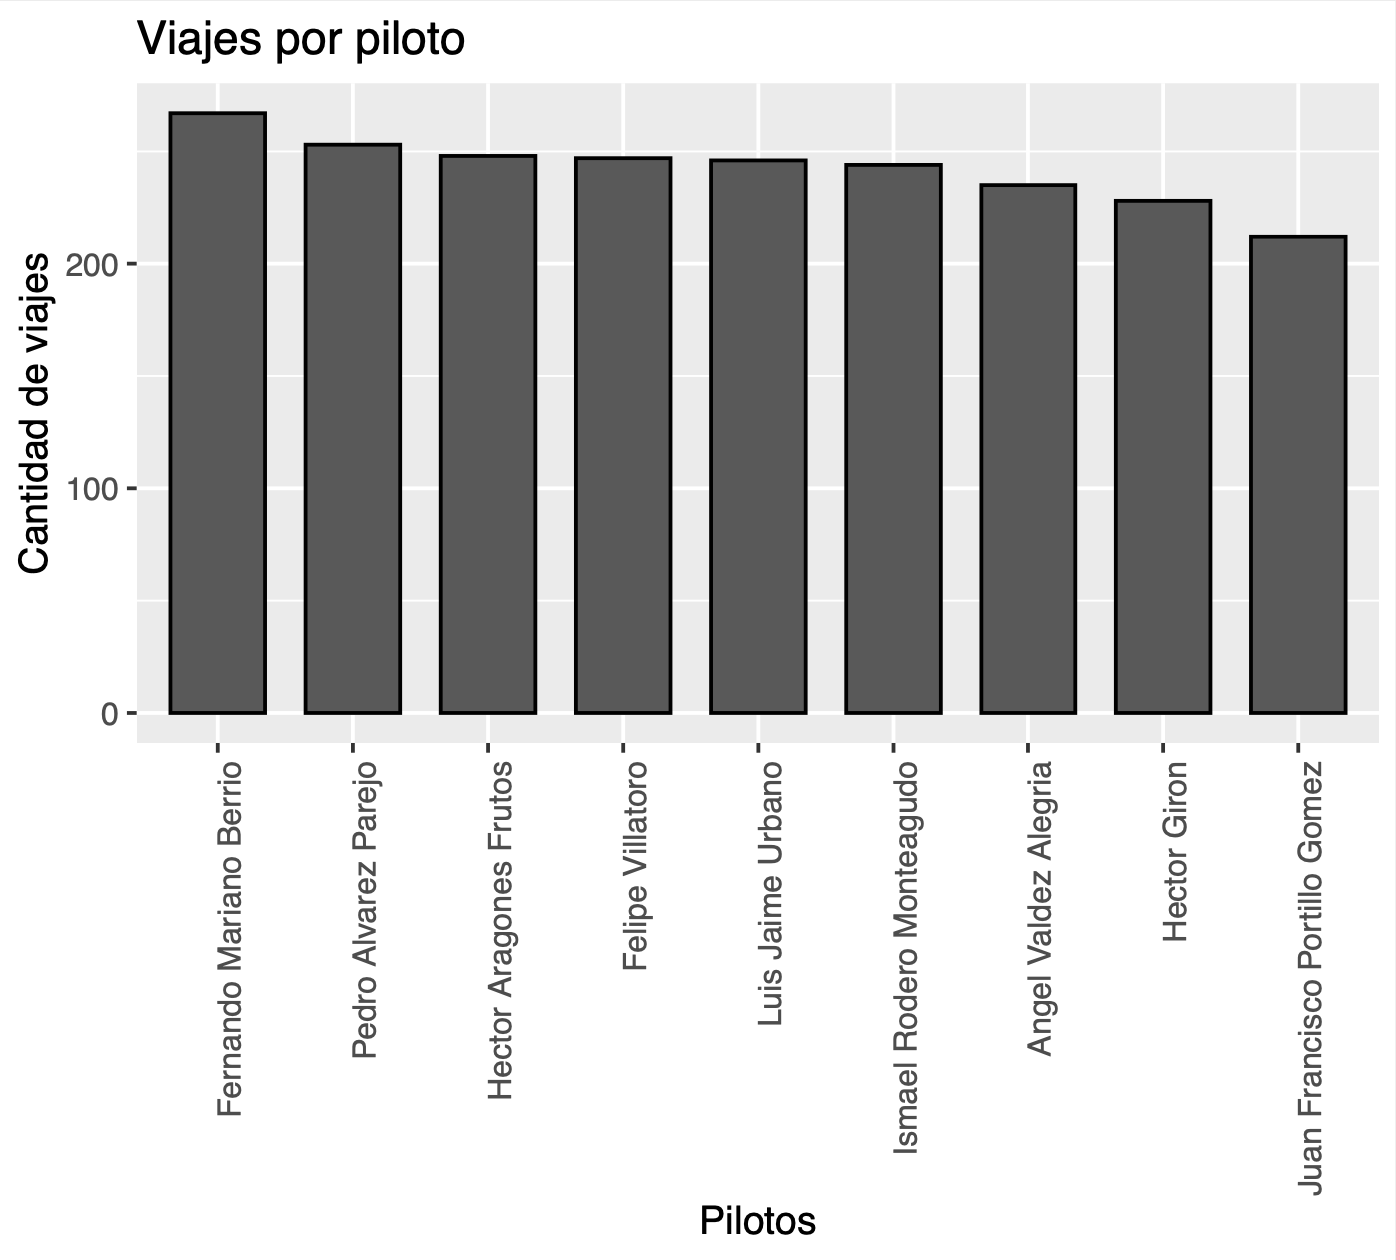 Viajes por piloto
Cantidad de viajes
200
100
0
Fernando Mariano Berrio
Pedro Alvarez Parejo
Hector Aragones Frutos
Felipe Villatoro
Luis Jaime Urbano
Ismael Rodero Monteagudo
Angel Valdez Alegria
Hector Giron
Juan Francisco Portillo Gomez
Pilotos